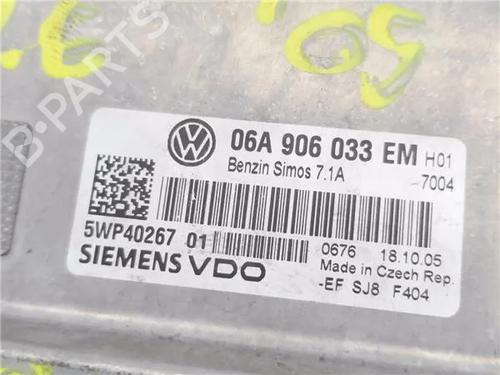 06A 906 033 EM H01
Benzin Simos 7.1A -7004
5WP40267 01
0676 18.10.05
SIEMENS VDO
Made in Czech Rep.
-EF SJ8 F404
B-PARTS